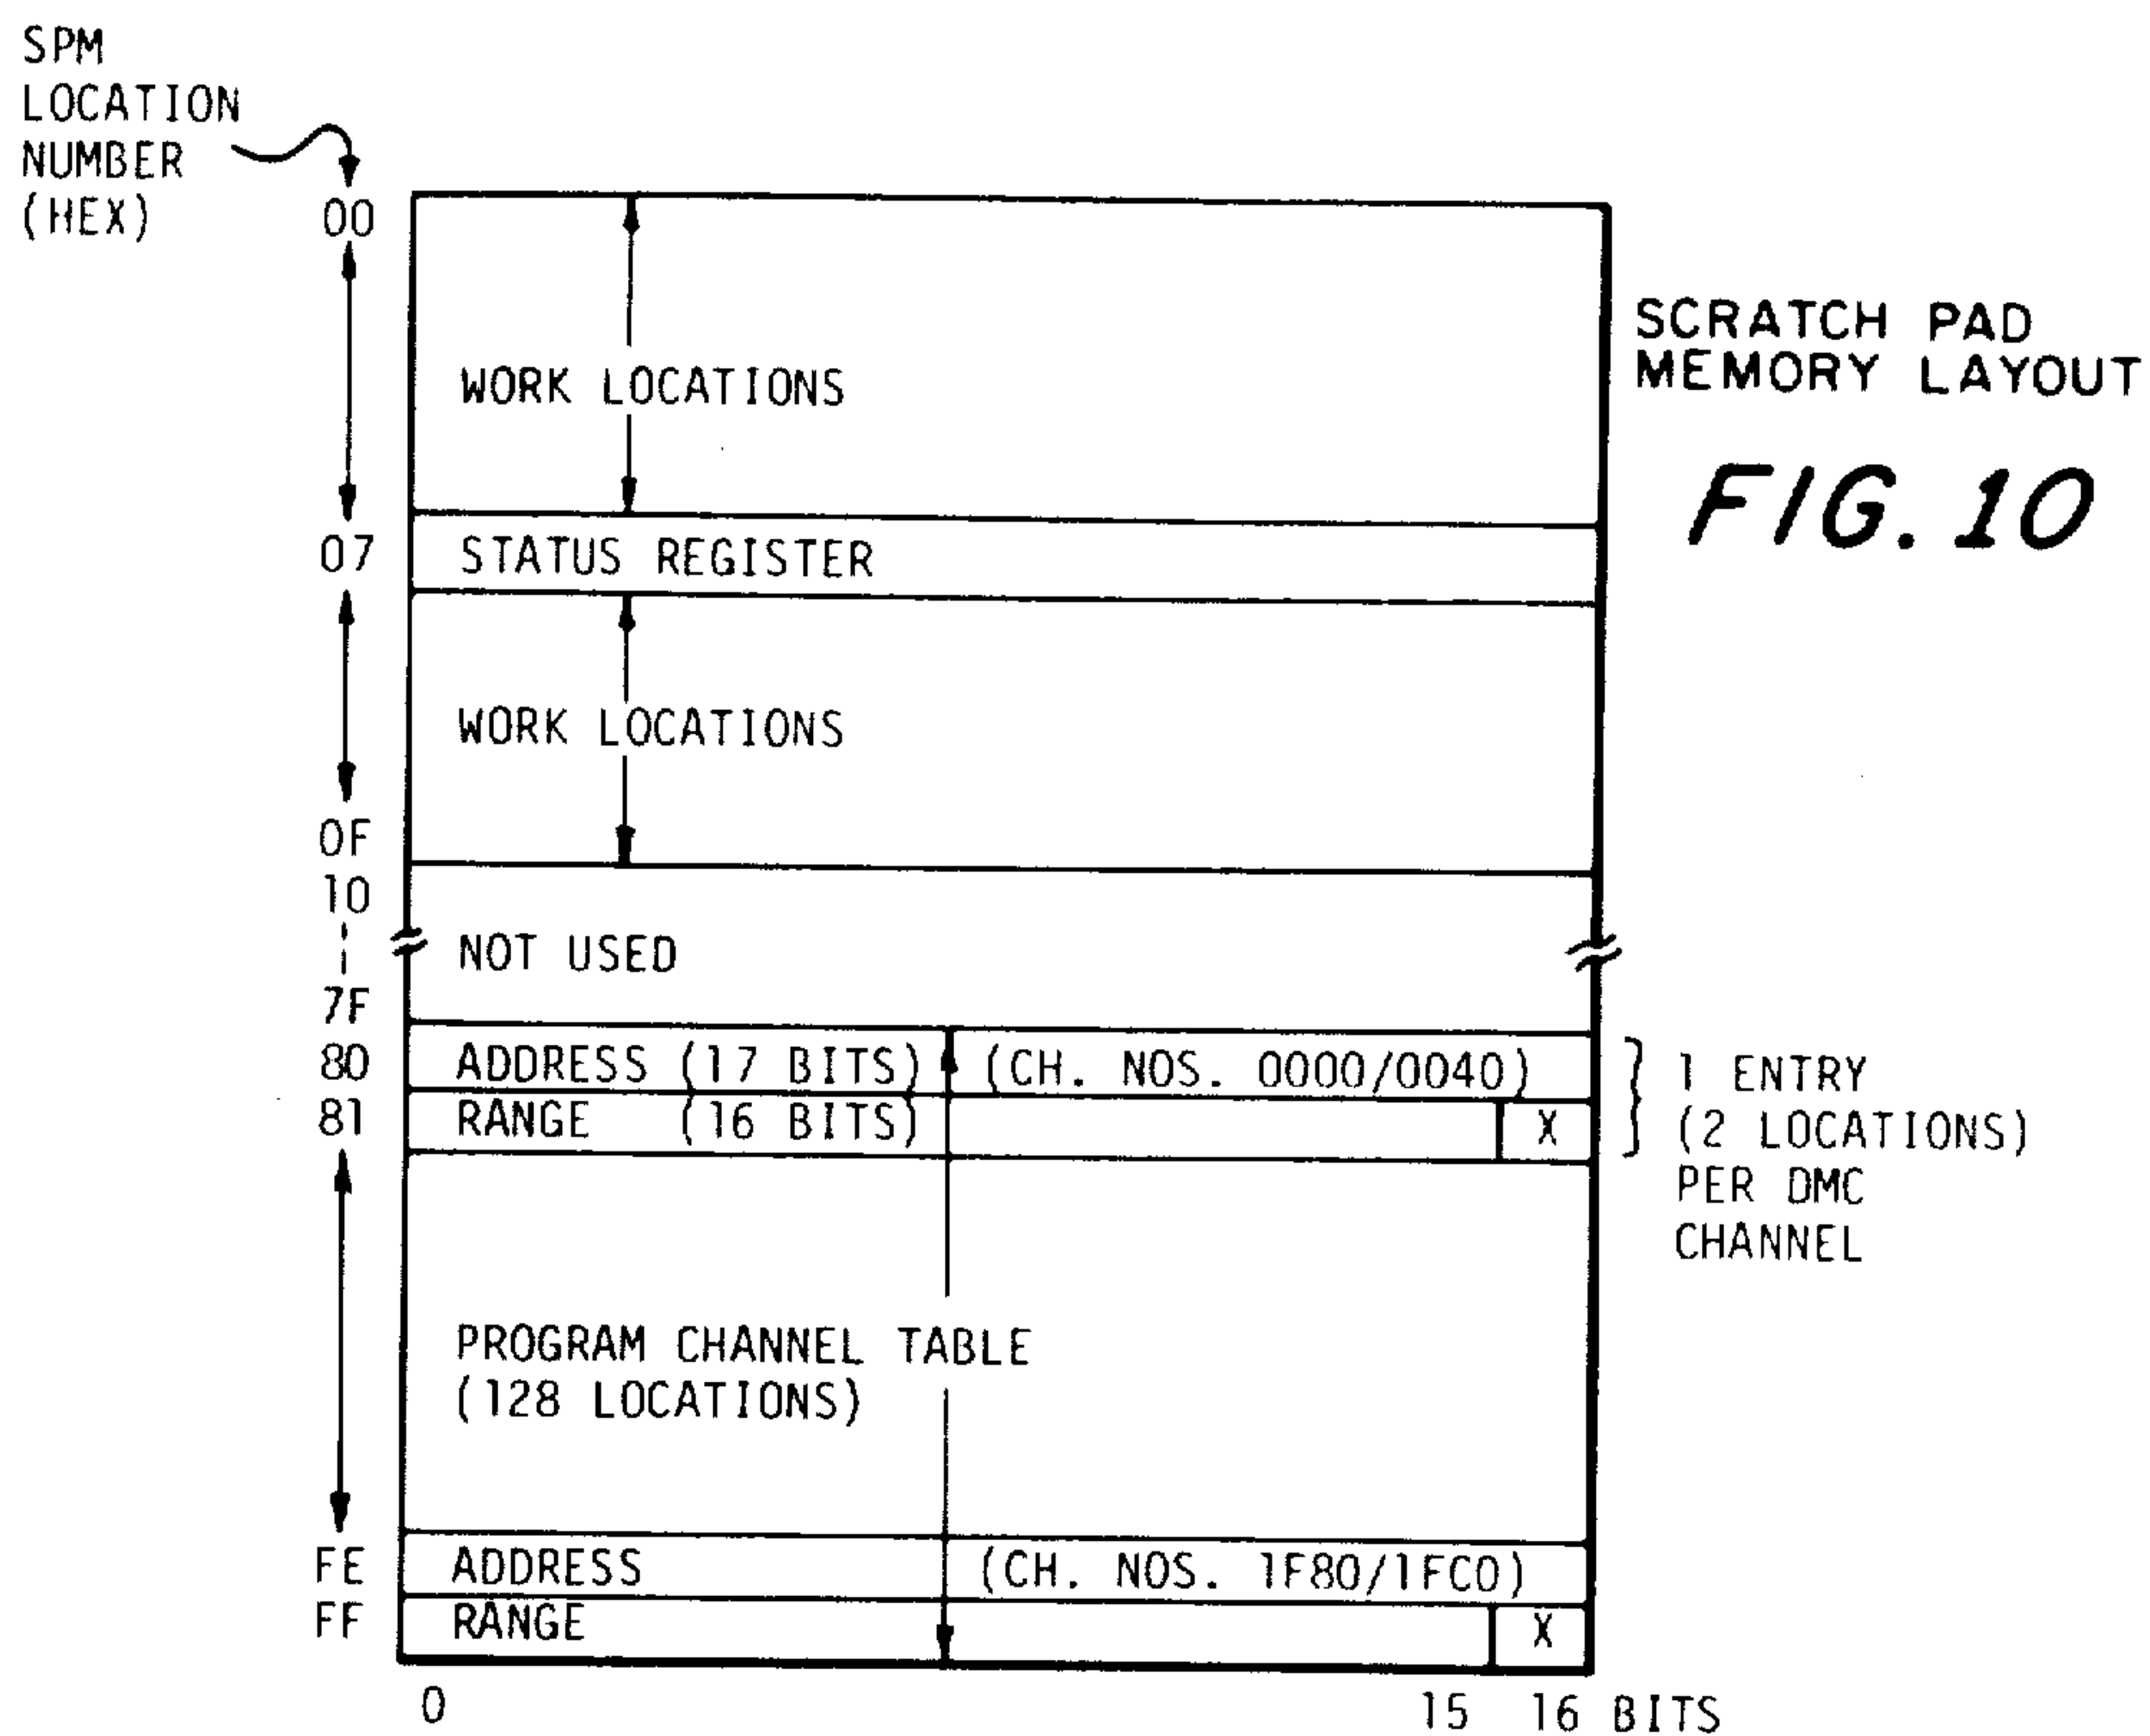 SPM
LOCATION
NUMBER
(HEX)
00
WORK LOCATIONS
SCRATCH PAD
MEMORY LAYOUT
FIG. 10
07
STATUS REGISTER
WORK LOCATIONS
0F
10
NOT USED
7F
80 ADDRESS (17 BITS) (CH. NOS. 0000/0040)
81 RANGE (16 BITS) X
1 ENTRY
(2 LOCATIONS)
PER DMC
CHANNEL
PROGRAM CHANNEL TABLE
(128 LOCATIONS)
FE ADDRESS (CH. NOS. 1F80/1FC0)
FF RANGE X
0 15 16 BITS